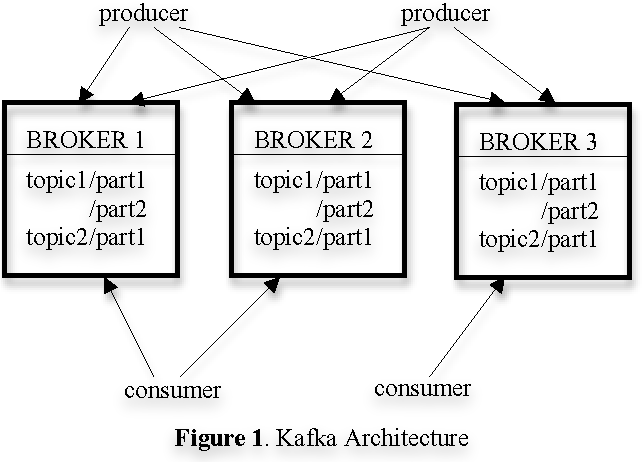 producer
producer
BROKER 1
topic1/part1
/part2
topic2/part1
BROKER 2
topic1/part1
/part2
topic2/part1
BROKER 3
topic1/part1
/part2
topic2/part1
consumer
consumer
Figure 1. Kafka Architecture